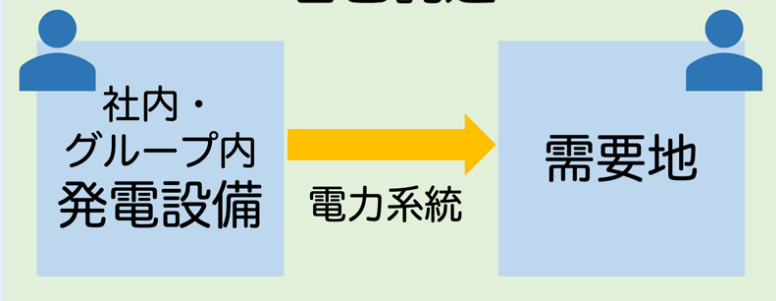 社内・
グループ内
発電設備
電力系統
需要地